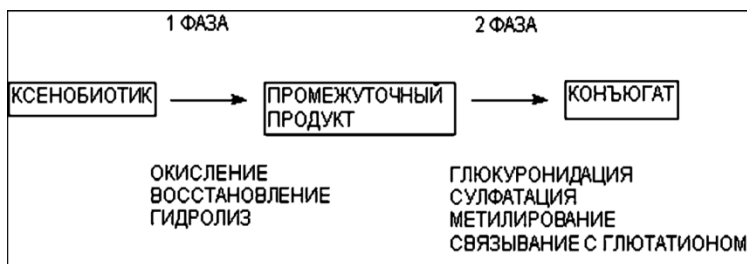 1 ФАЗА 2 ФАЗА
КСЕНОБИОТИК ПРОМЕЖУТОЧНЫЙ КОНЪЮГАТ
ПРОДУКТ
ОКИСЛЕНИЕ ГЛЮКУРОНИДАЦИЯ
ВОССТАНОВЛЕНИЕ СУЛФАТАЦИЯ
ГИДРОЛИЗ МЕТИЛИРОВАНИЕ
СВЯЗЫВАНИЕ С ГЛЮТАТИОНОМ